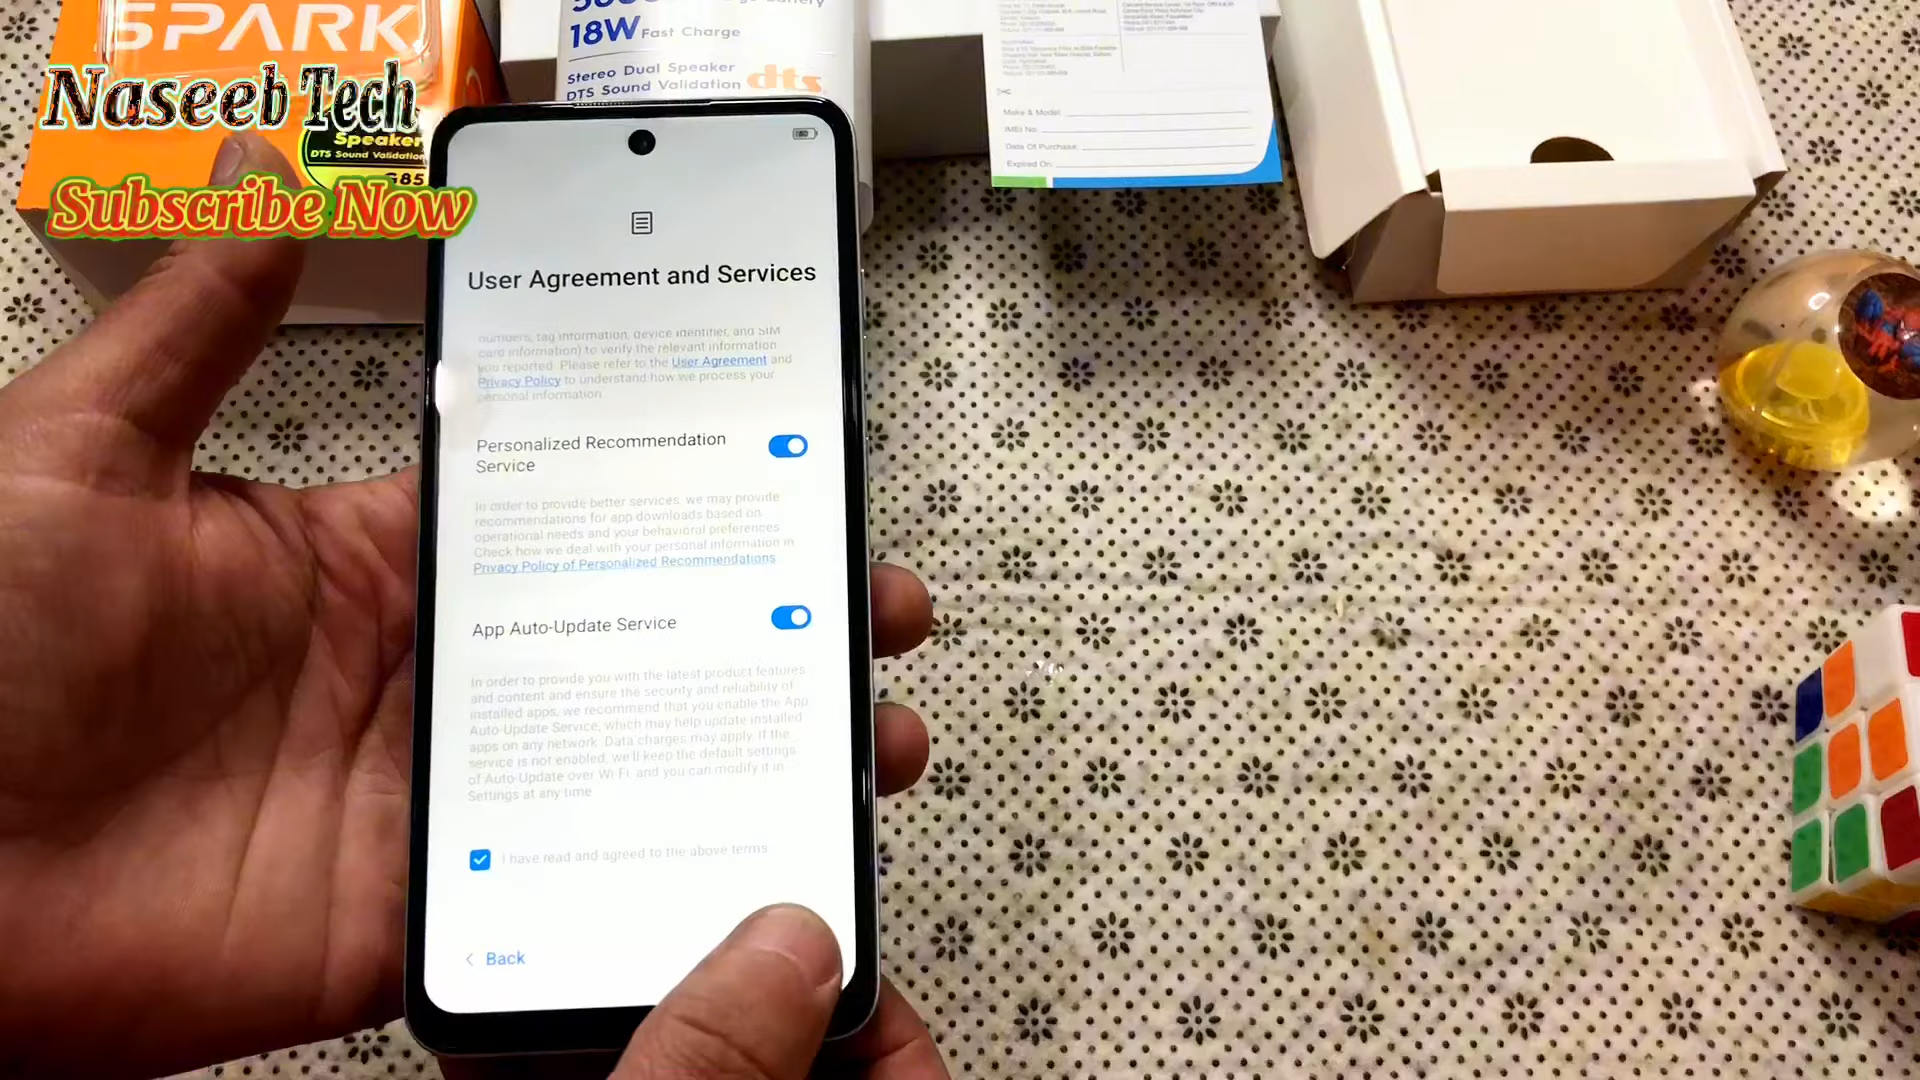 SPARK
Naseeb Tech
Speaker
DTS Sound Validation
G85
Subscribe Now
18W Fast Charge
Stereo Dual Speaker
DTS Sound Validation
dts
Make & Model:
IMEI No.
Date Of Purchase:
Expired On:
User Agreement and Services
numbers, tag information, device identifier, and SIM
card information) to verify the relevant information
you reported. Please refer to the User Agreement and
Privacy Policy to understand how we process your
personal information.
Personalized Recommendation
Service
In order to provide better services, we may provide
recommendations for app downloads based on
operational needs and your behavioral preferences
Check how we deal with your personal information in
Privacy Policy of Personalized Recommendations
App Auto-Update Service
In order to provide you with the latest product features
and content and ensure the security and reliability of
installed apps, we recommend that you enable the App
Auto-Update Service, which may help update installed
apps on any network. Data charges may apply. If the
service is not enabled, we'll keep the default settings
of Auto-Update over Wi-Fi, and you can modify it in
Settings at any time
I have read and agreed to the above terms
Back